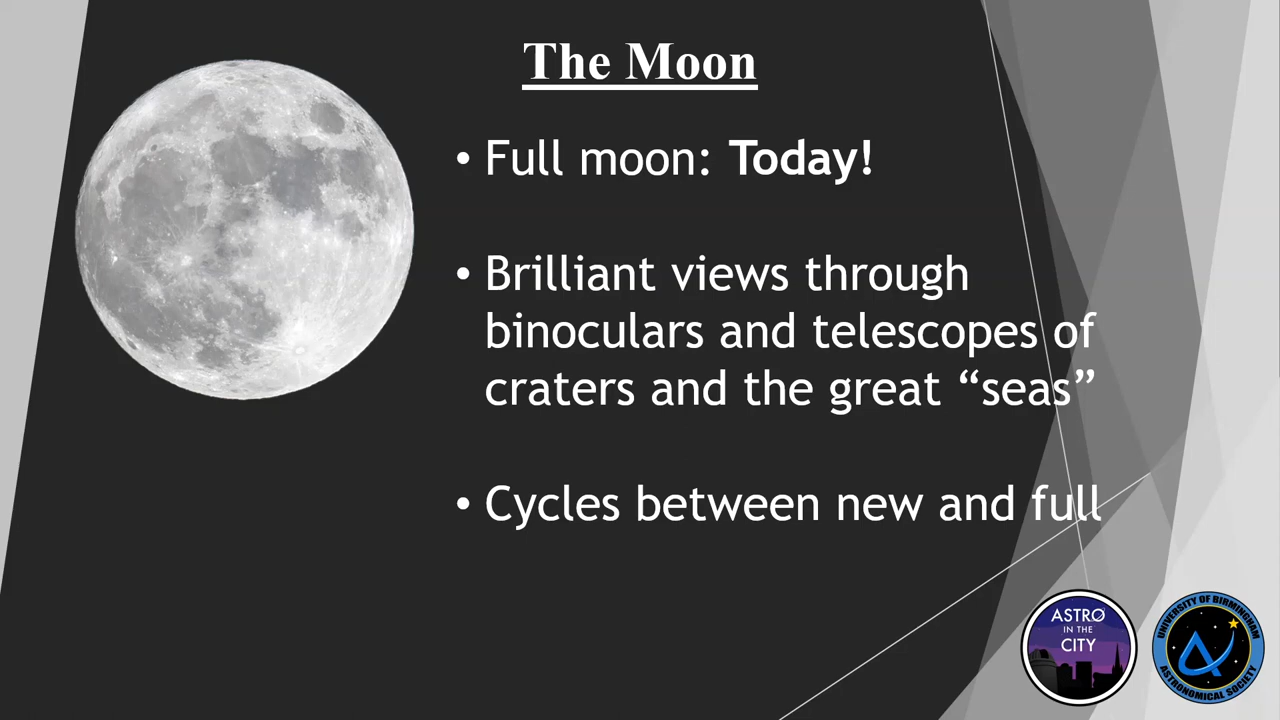 The Moon
• Full moon: Today!
• Brilliant views through
binoculars and telescopes of
craters and the great “seas”
• Cycles between new and full
ASTRO
IN THE
CITY
UNIVERSITY OF BIRMINGHAM
ASTRONOMICAL SOCIETY